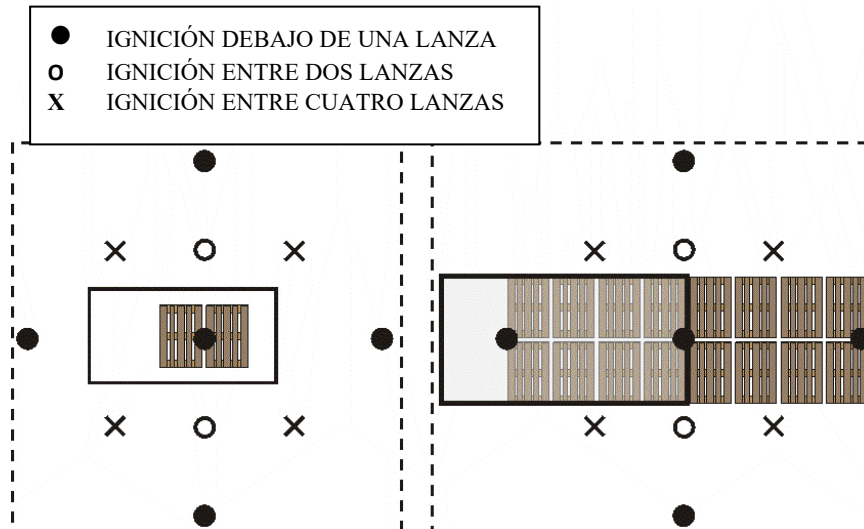 IGNICIÓN DEBAJO DE UNA LANZA
IGNICIÓN ENTRE DOS LANZAS
X IGNICIÓN ENTRE CUATRO LANZAS